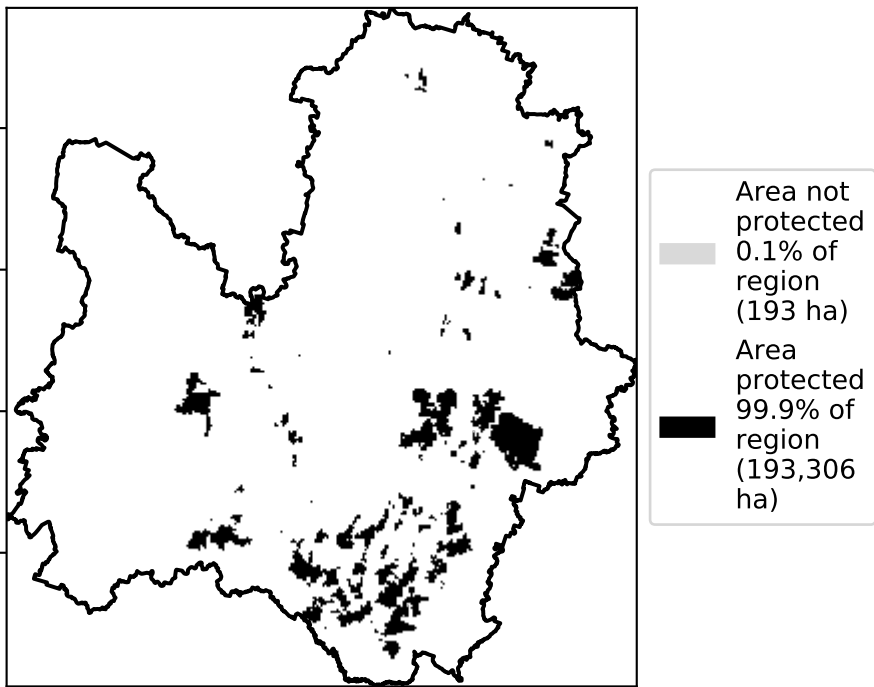 Area not
protected
0.1% of
region
(193 ha)
Area
protected
99.9% of
region
(193,306
ha)